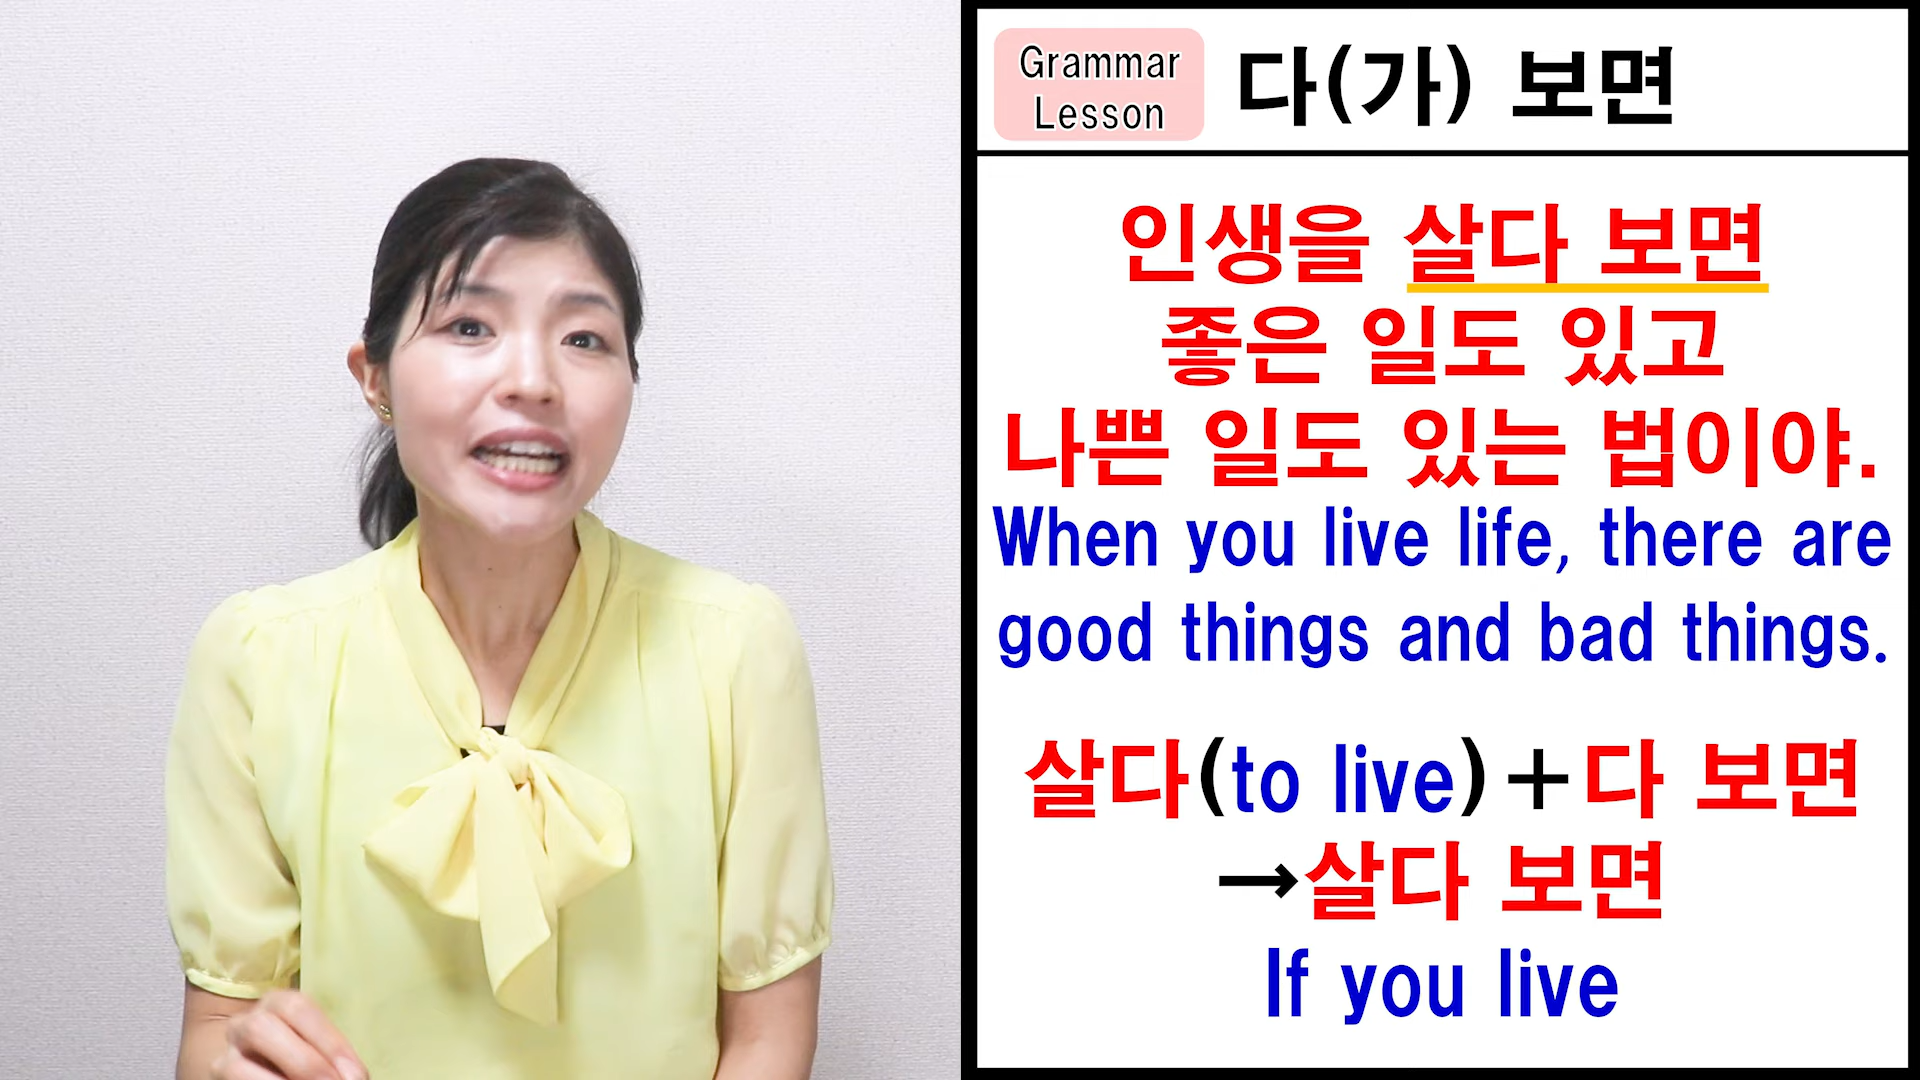 Grammar
Lesson
다(가) 보면
인생을 살다 보면
좋은 일도 있고
나쁜 일도 있는 법이야.
When you live life, there are
good things and bad things.
살다(to live)+다 보면
→살다 보면
If you live